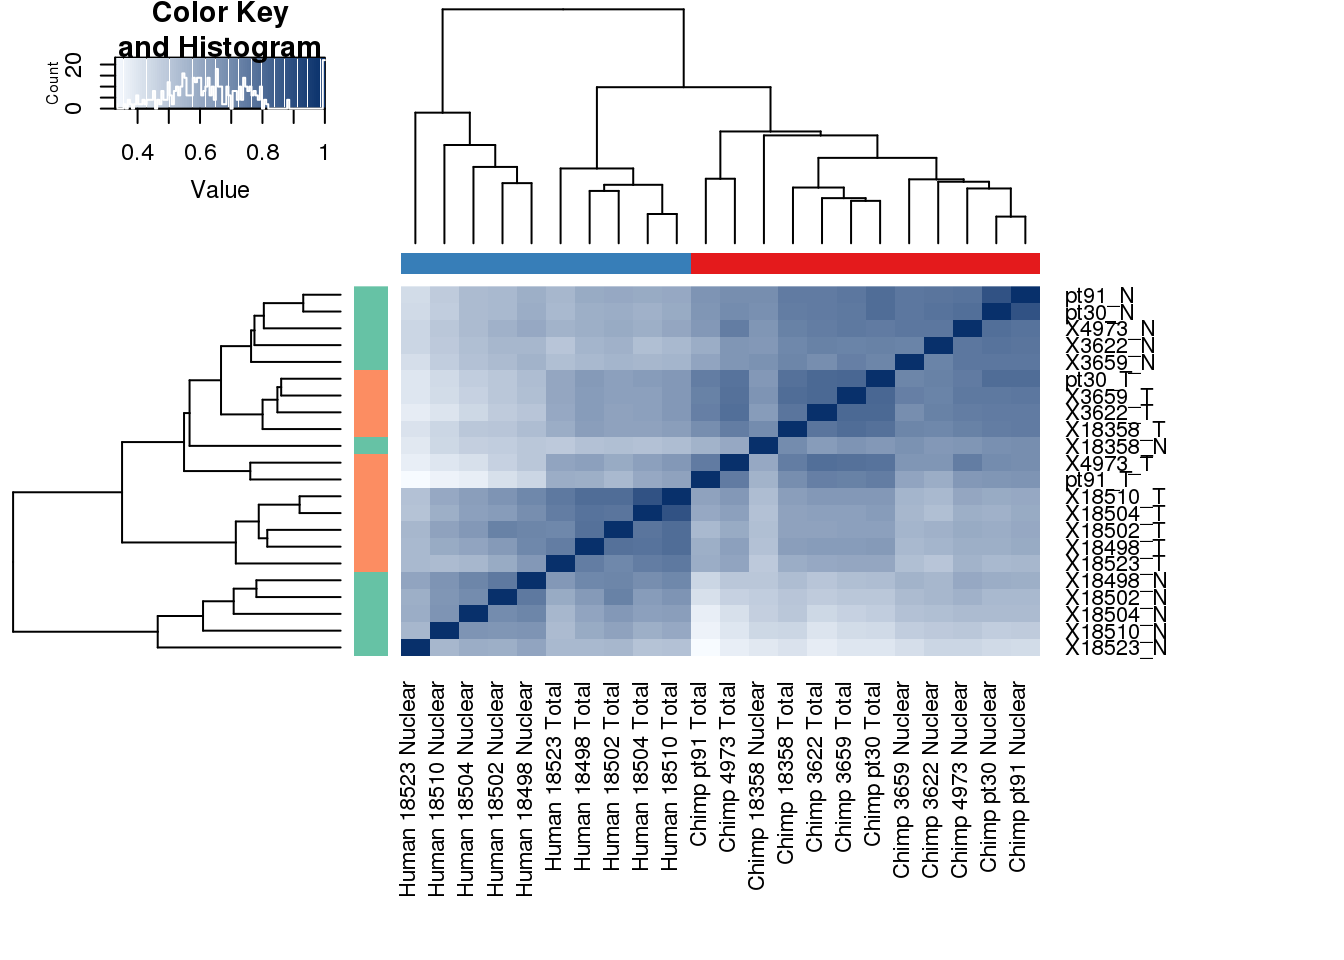 Color Key
and Histogram
Count
0
20
0.4 0.6 0.8 1
Value
pt91_N
pt30_N
X4973_N
X3622_N
X3659_N
pt30_T
X3659_T
X3622_T
X18358_T
X18358_N
X4973_T
pt91_T
X18510_T
X18504_T
X18502_T
X18498_T
X18523_T
X18498_N
X18502_N
X18504_N
X18510_N
X18523_N
Human 18523 Nuclear
Human 18510 Nuclear
Human 18504 Nuclear
Human 18502 Nuclear
Human 18498 Nuclear
Human 18523 Total
Human 18498 Total
Human 18502 Total
Human 18504 Total
Human 18510 Total
Chimp pt91 Total
Chimp 4973 Total
Chimp 18358 Nuclear
Chimp 18358 Total
Chimp 3622 Total
Chimp 3659 Total
Chimp pt30 Total
Chimp 3659 Nuclear
Chimp 3622 Nuclear
Chimp 4973 Nuclear
Chimp pt30 Nuclear
Chimp pt91 Nuclear